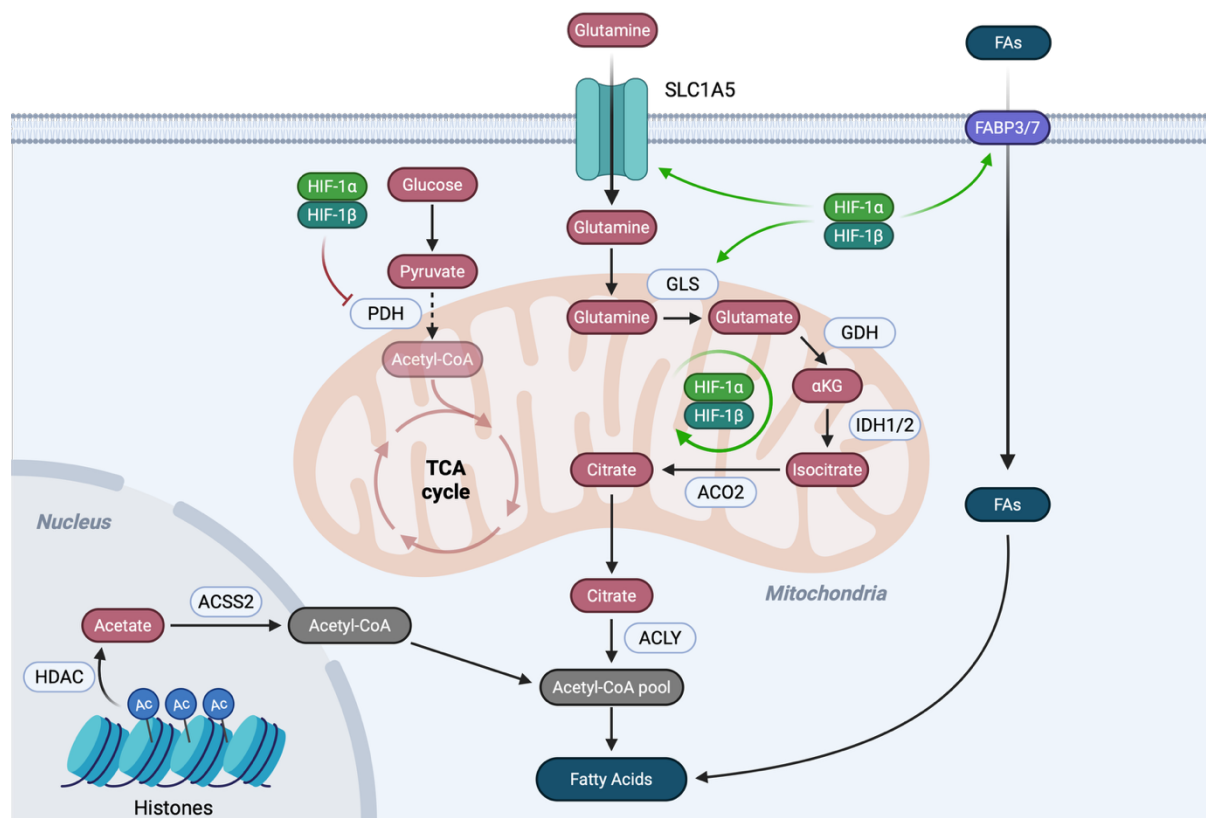 Glutamine
FAs
SLC1A5
FABP3/7
HIF-1α
HIF-1β
Glucose
HIF-1α
HIF-1β
Glutamine
Pyruvate
GLS
PDH
Glutamine
Glutamate
GDH
Acetyl-CoA
HIF-1α
HIF-1β
αKG
IDH1/2
TCA
cycle
Citrate
ACO2
Isocitrate
FAs
Nucleus
Mitochondria
ACSS2
Citrate
Acetate
Acetyl-CoA
ACLY
HDAC
Acetyl-CoA pool
Ac
Ac
Ac
Fatty Acids
Histones